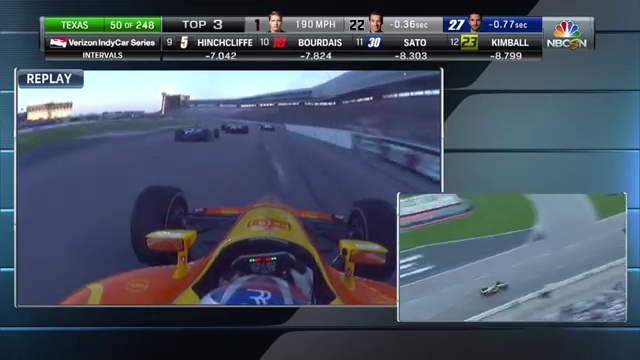 TEXAS 50 OF 248 TOP 3 1 190 MPH 22 -0.36sec 27 -0.77sec NBCSN
Verizon IndyCar Series 9 5 HINCHCLIFFE 10 18 BOURDAIS 11 30 SATO 12 23 KIMBALL
INTERVALS -7.042 -7.824 -8.303 -8.799
REPLAY